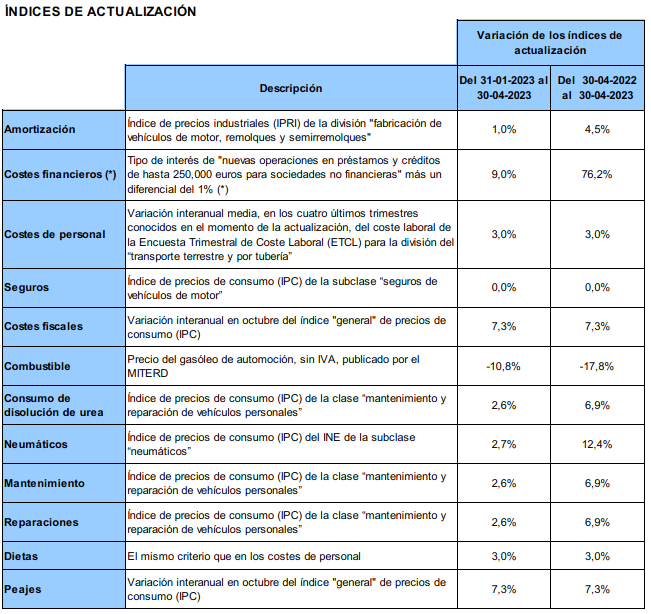 ÍNDICES DE ACTUALIZACIÓN
Variación de los índices de
actualización
Descripción
Del 31-01-2023 al
30-04-2023
Del 30-04-2022
al 30-04-2023
Amortización
Índice de precios industriales (IPRI) de la división "fabricación de
vehículos de motor, remolques y semirremolques"
1,0%
4,5%
Costes financieros (*)
Tipo de interés de "nuevas operaciones en préstamos y créditos
de hasta 250,000 euros para sociedades no financieras" más un
diferencial del 1% (*)
9,0%
76,2%
Costes de personal
Variación interanual media, en los cuatro últimos trimestres
conocidos en el momento de la actualización, del coste laboral de
la Encuesta Trimestral de Coste Laboral (ETCL) para la división del
“transporte terrestre y por tubería”
3,0%
3,0%
Seguros
Índice de precios de consumo (IPC) de la subclase “seguros de
vehículos de motor”
0,0%
0,0%
Costes fiscales
Variación interanual en octubre del índice "general" de precios de
consumo (IPC)
7,3%
7,3%
Combustible
Precio del gasóleo de automoción, sin IVA, publicado por el
MITERD
-10,8%
-17,8%
Consumo de
disolución de urea
Índice de precios de consumo (IPC) de la clase “mantenimiento y
reparación de vehículos personales”
2,6%
6,9%
Neumáticos
Índice de precios de consumo (IPC) del INE de la subclase
“neumáticos”
2,7%
12,4%
Mantenimiento
Índice de precios de consumo (IPC) de la clase “mantenimiento y
reparación de vehículos personales”
2,6%
6,9%
Reparaciones
Índice de precios de consumo (IPC) de la clase “mantenimiento y
reparación de vehículos personales”
2,6%
6,9%
Dietas
El mismo criterio que en los costes de personal
3,0%
3,0%
Peajes
Variación interanual en octubre del índice "general" de precios de
consumo (IPC)
7,3%
7,3%